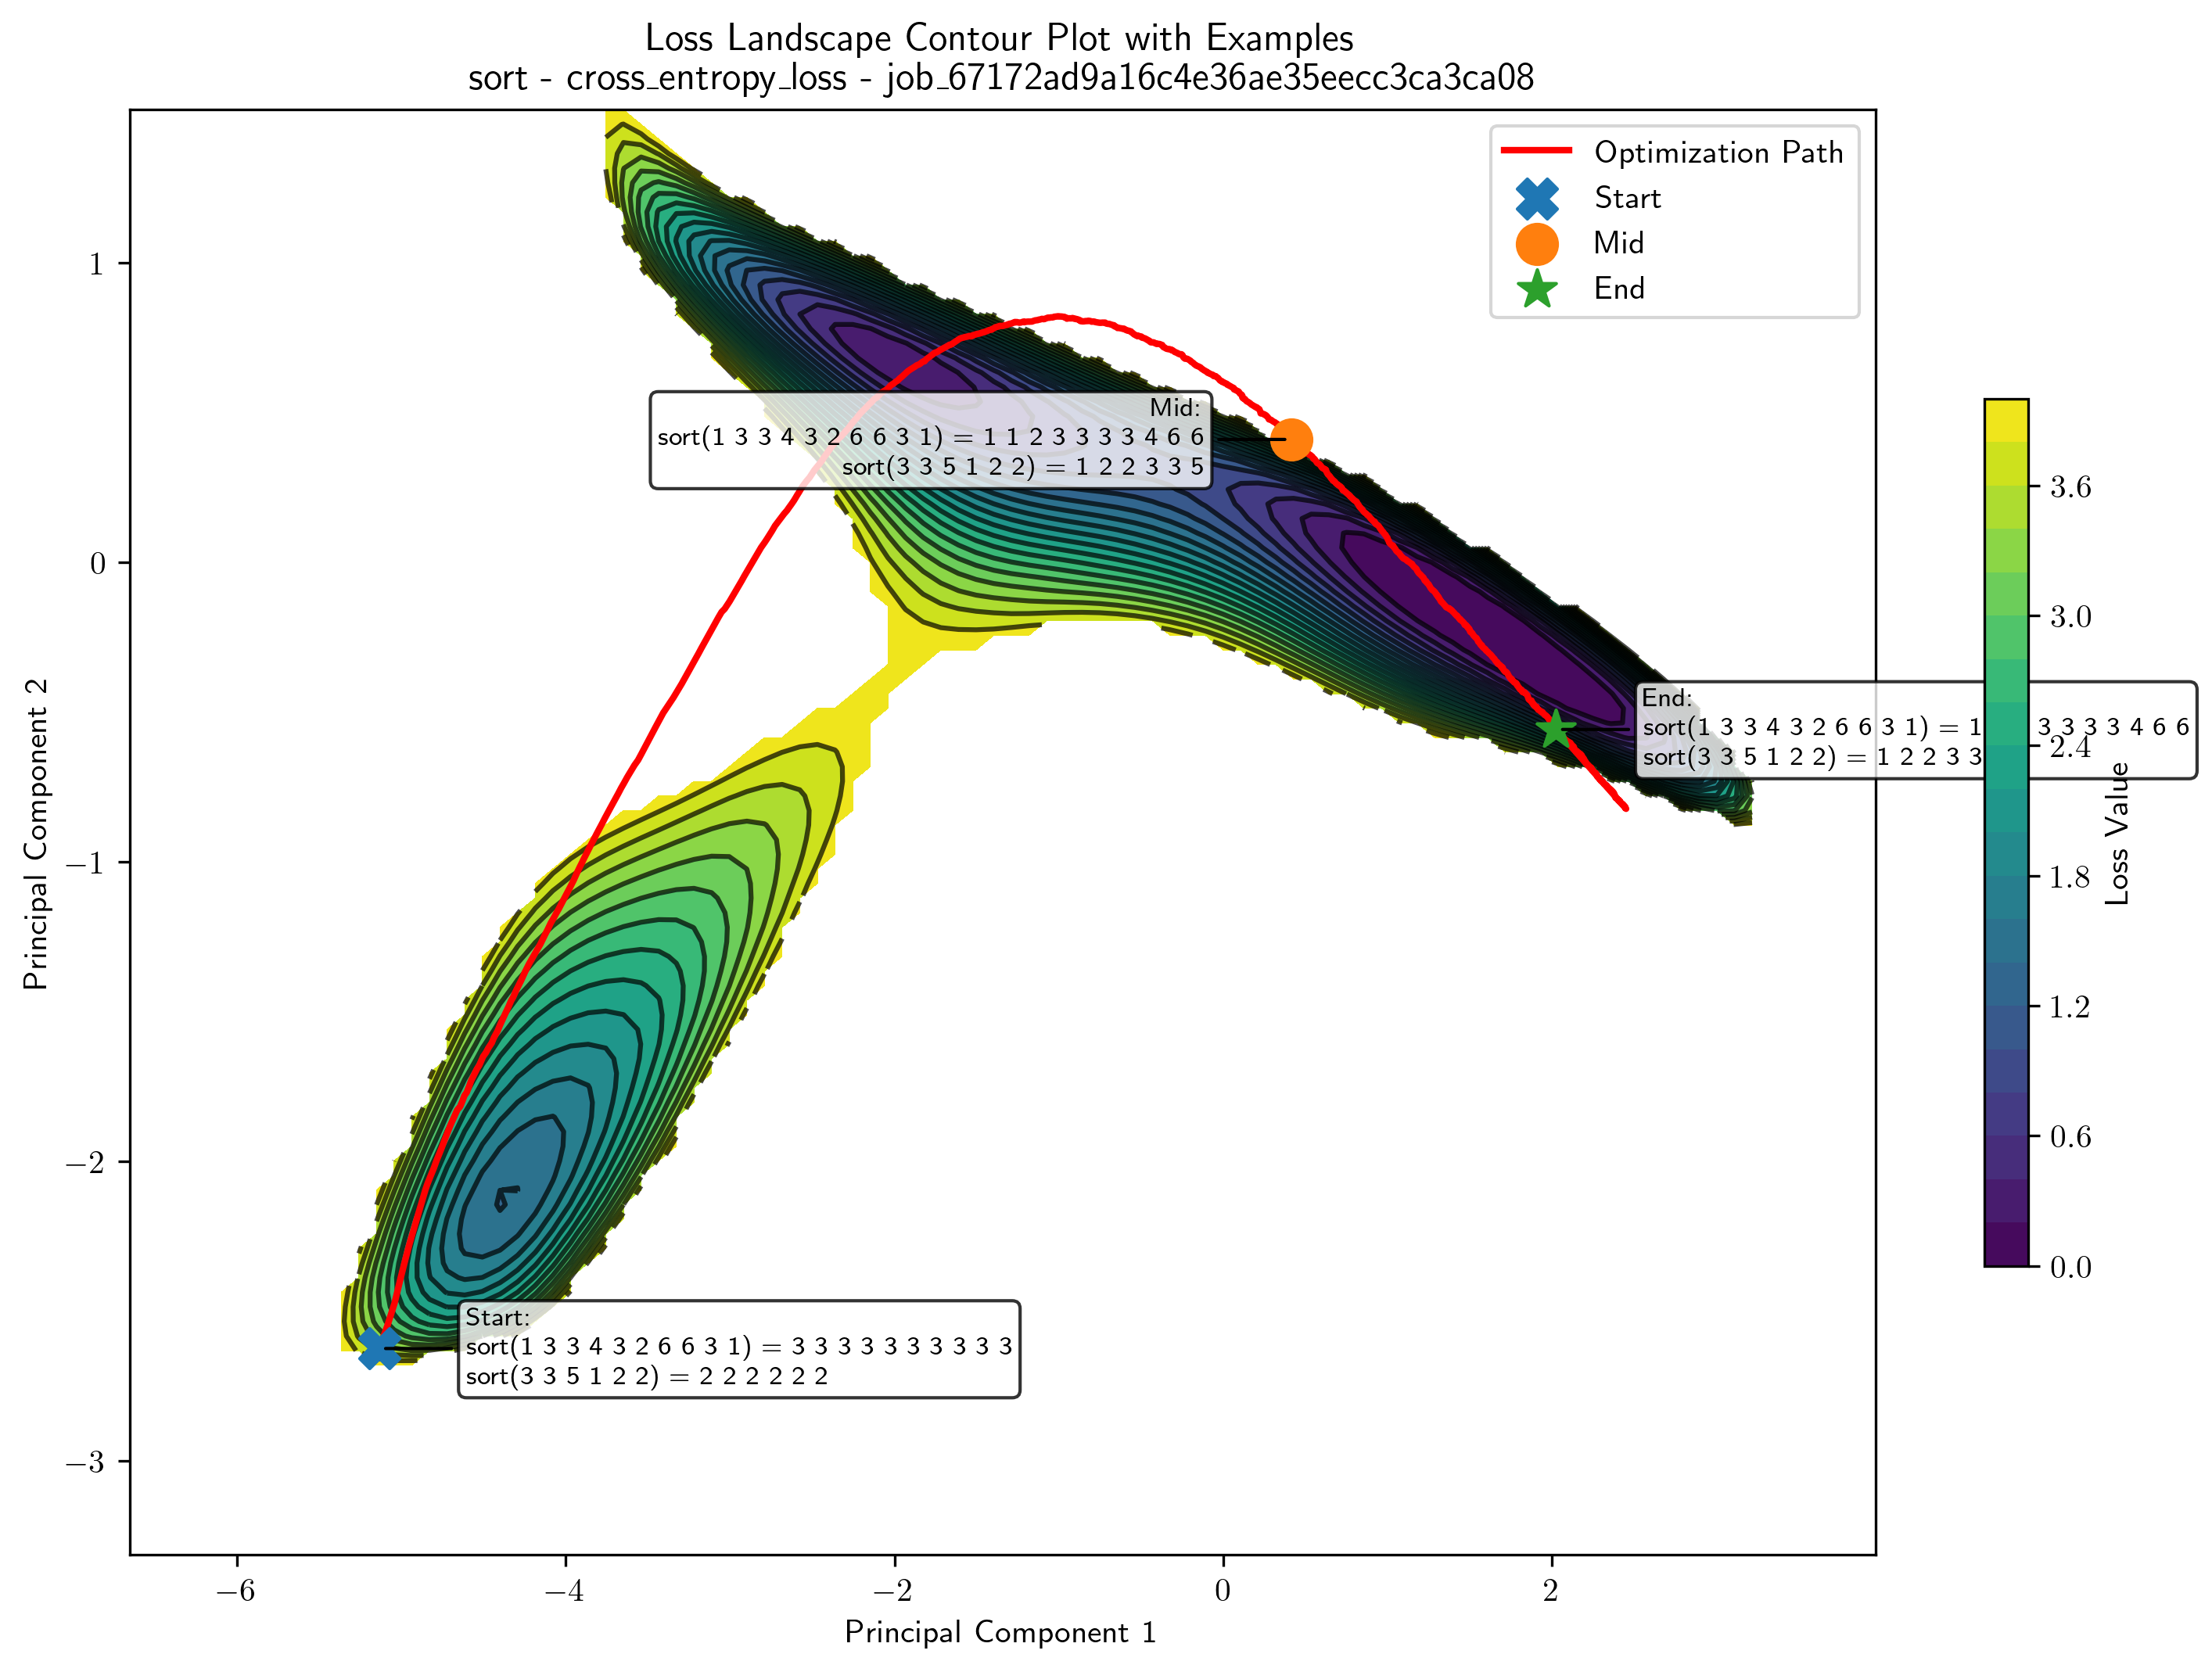 Loss Landscape Contour Plot with Examples
sort - cross_entropy_loss - job_67172ad9a16c4e36ae35eecc3ca3ca08
Optimization Path
Start
Mid
End
Mid:
sort(1 3 3 4 3 2 6 6 3 1) = 1 1 2 3 3 3 3 4 6 6
sort(3 3 5 1 2 2) = 1 2 2 3 3 5
End:
sort(1 3 3 4 3 2 6 6 3 1) = 1 3 3 3 3 4 6 6
sort(3 3 5 1 2 2) = 1 2 2 3 3
Start:
sort(1 3 3 4 3 2 6 6 3 1) = 3 3 3 3 3 3 3 3 3 3
sort(3 3 5 1 2 2) = 2 2 2 2 2 2
1
0
−1
−2
−3
Principal Component 2
−6
−4
−2
0
2
Principal Component 1
3.6
3.0
2.4
1.8
1.2
0.6
0.0
Loss Value